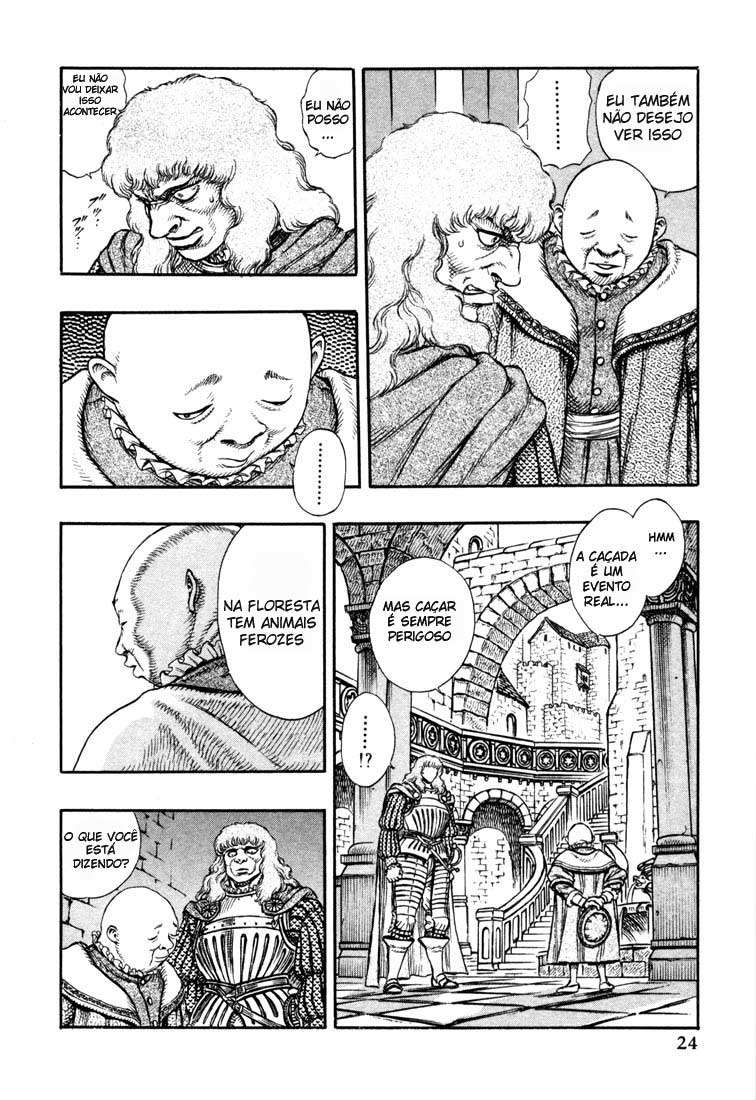 EU TAMBÉM
NÃO DESEJO
VER ISSO
.........
EU NÃO
POSSO
...
EU NÃO
VOU DEIXAR
ISSO
ACONTECER
.........
HMM
...
A CAÇADA
É UM
EVENTO
REAL...
MAS CAÇAR
É SEMPRE
PERIGOSO
......
!?
NA FLORESTA
TEM ANIMAIS
FEROZES
O QUE VOCÊ
ESTÁ
DIZENDO?
24